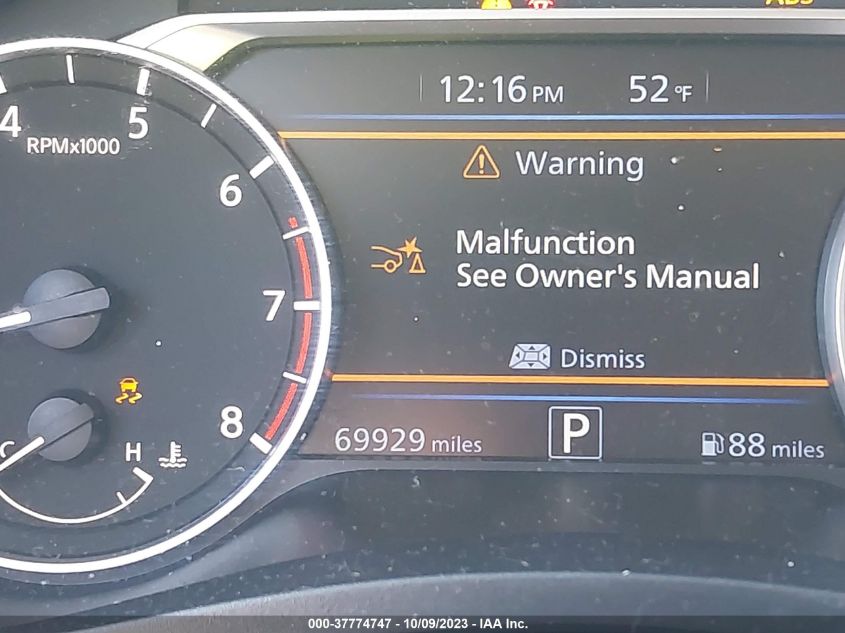 ABS
12:16 PM 52 °F
4 5
RPMx1000
Warning
6
Malfunction
See Owner's Manual
7
Dismiss
8
C H
69929 miles P 88 miles
000-37774747 - 10/09/2023 - IAA Inc.